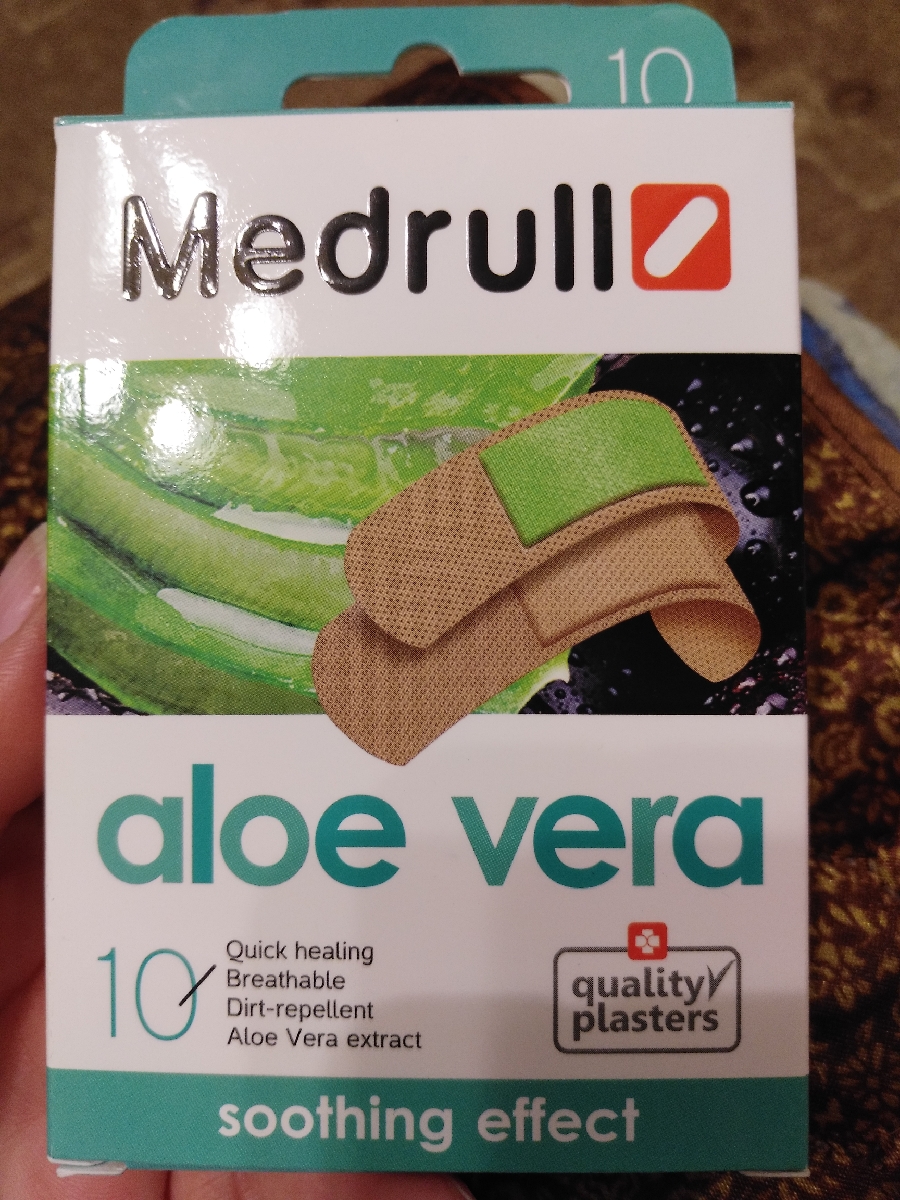 10
Medrull
aloe vera
10
Quick healing
Breathable
Dirt-repellent
Aloe Vera extract
quality
plasters
soothing effect